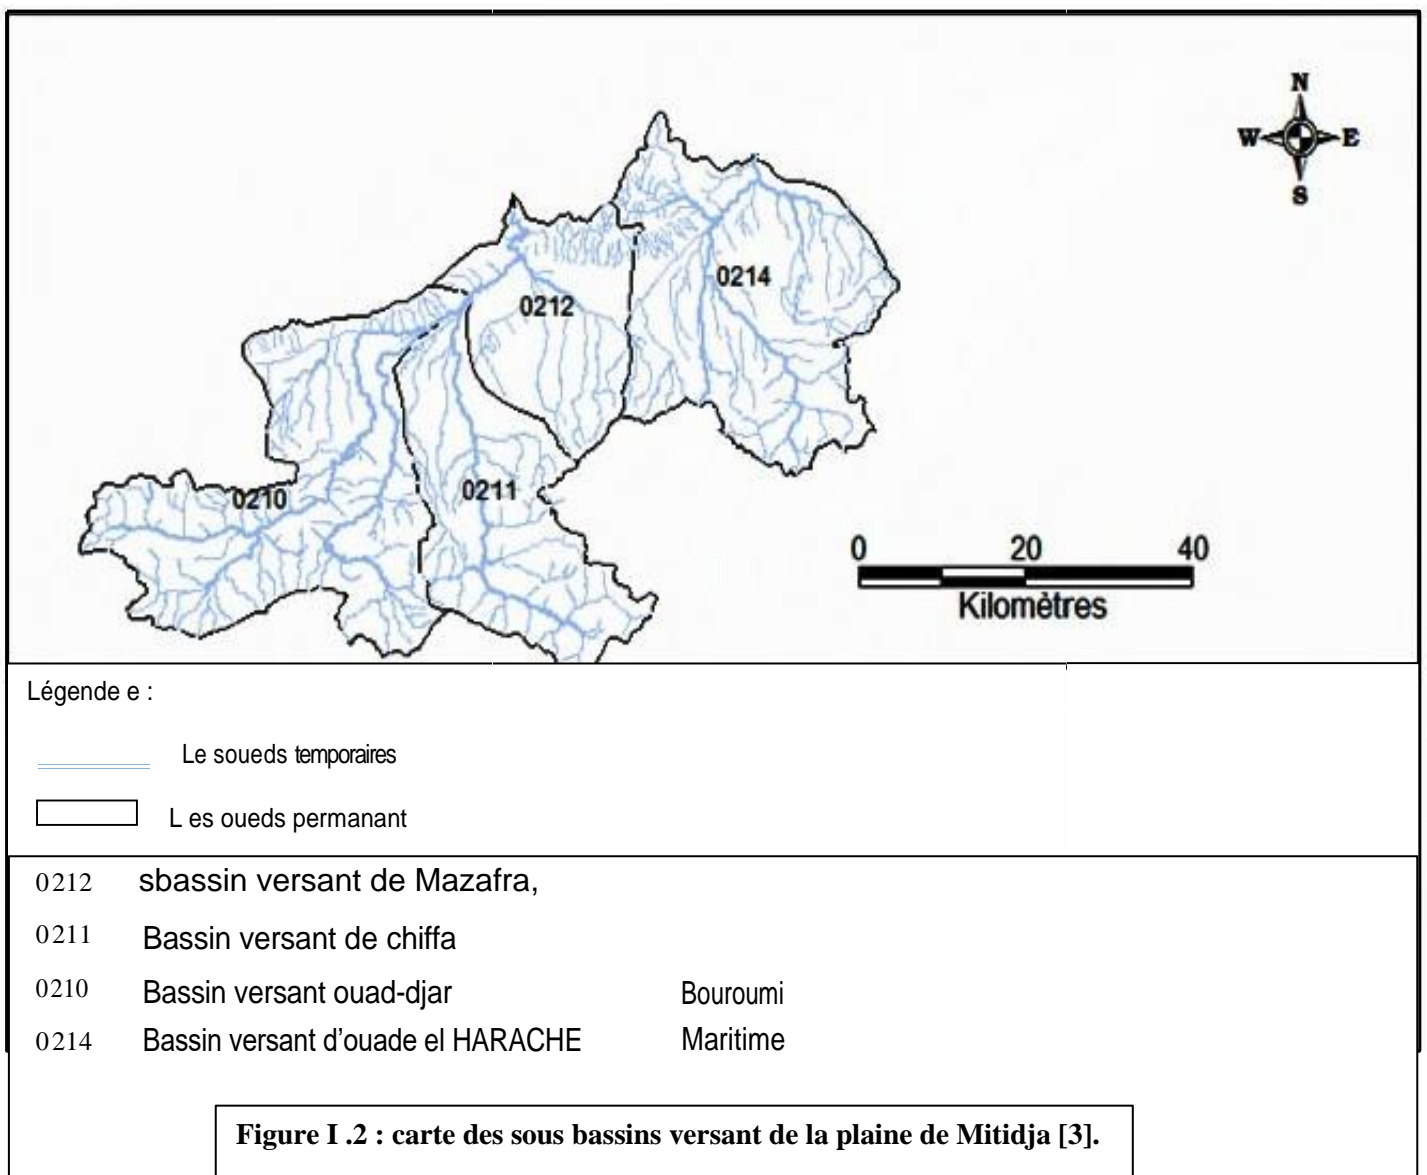 N
W E
S
0214
0212
0211
0210
0 20 40
Kilomètres
Légende e :
Le soueds temporaires
L es oueds permanant
0212 sbassin versant de Mazafra,
0211 Bassin versant de chiffa
0210 Bassin versant ouad-djar Bouroumi
0214 Bassin versant d’ouade el HARACHE Maritime
Figure I .2 : carte des sous bassins versant de la plaine de Mitidja [3].